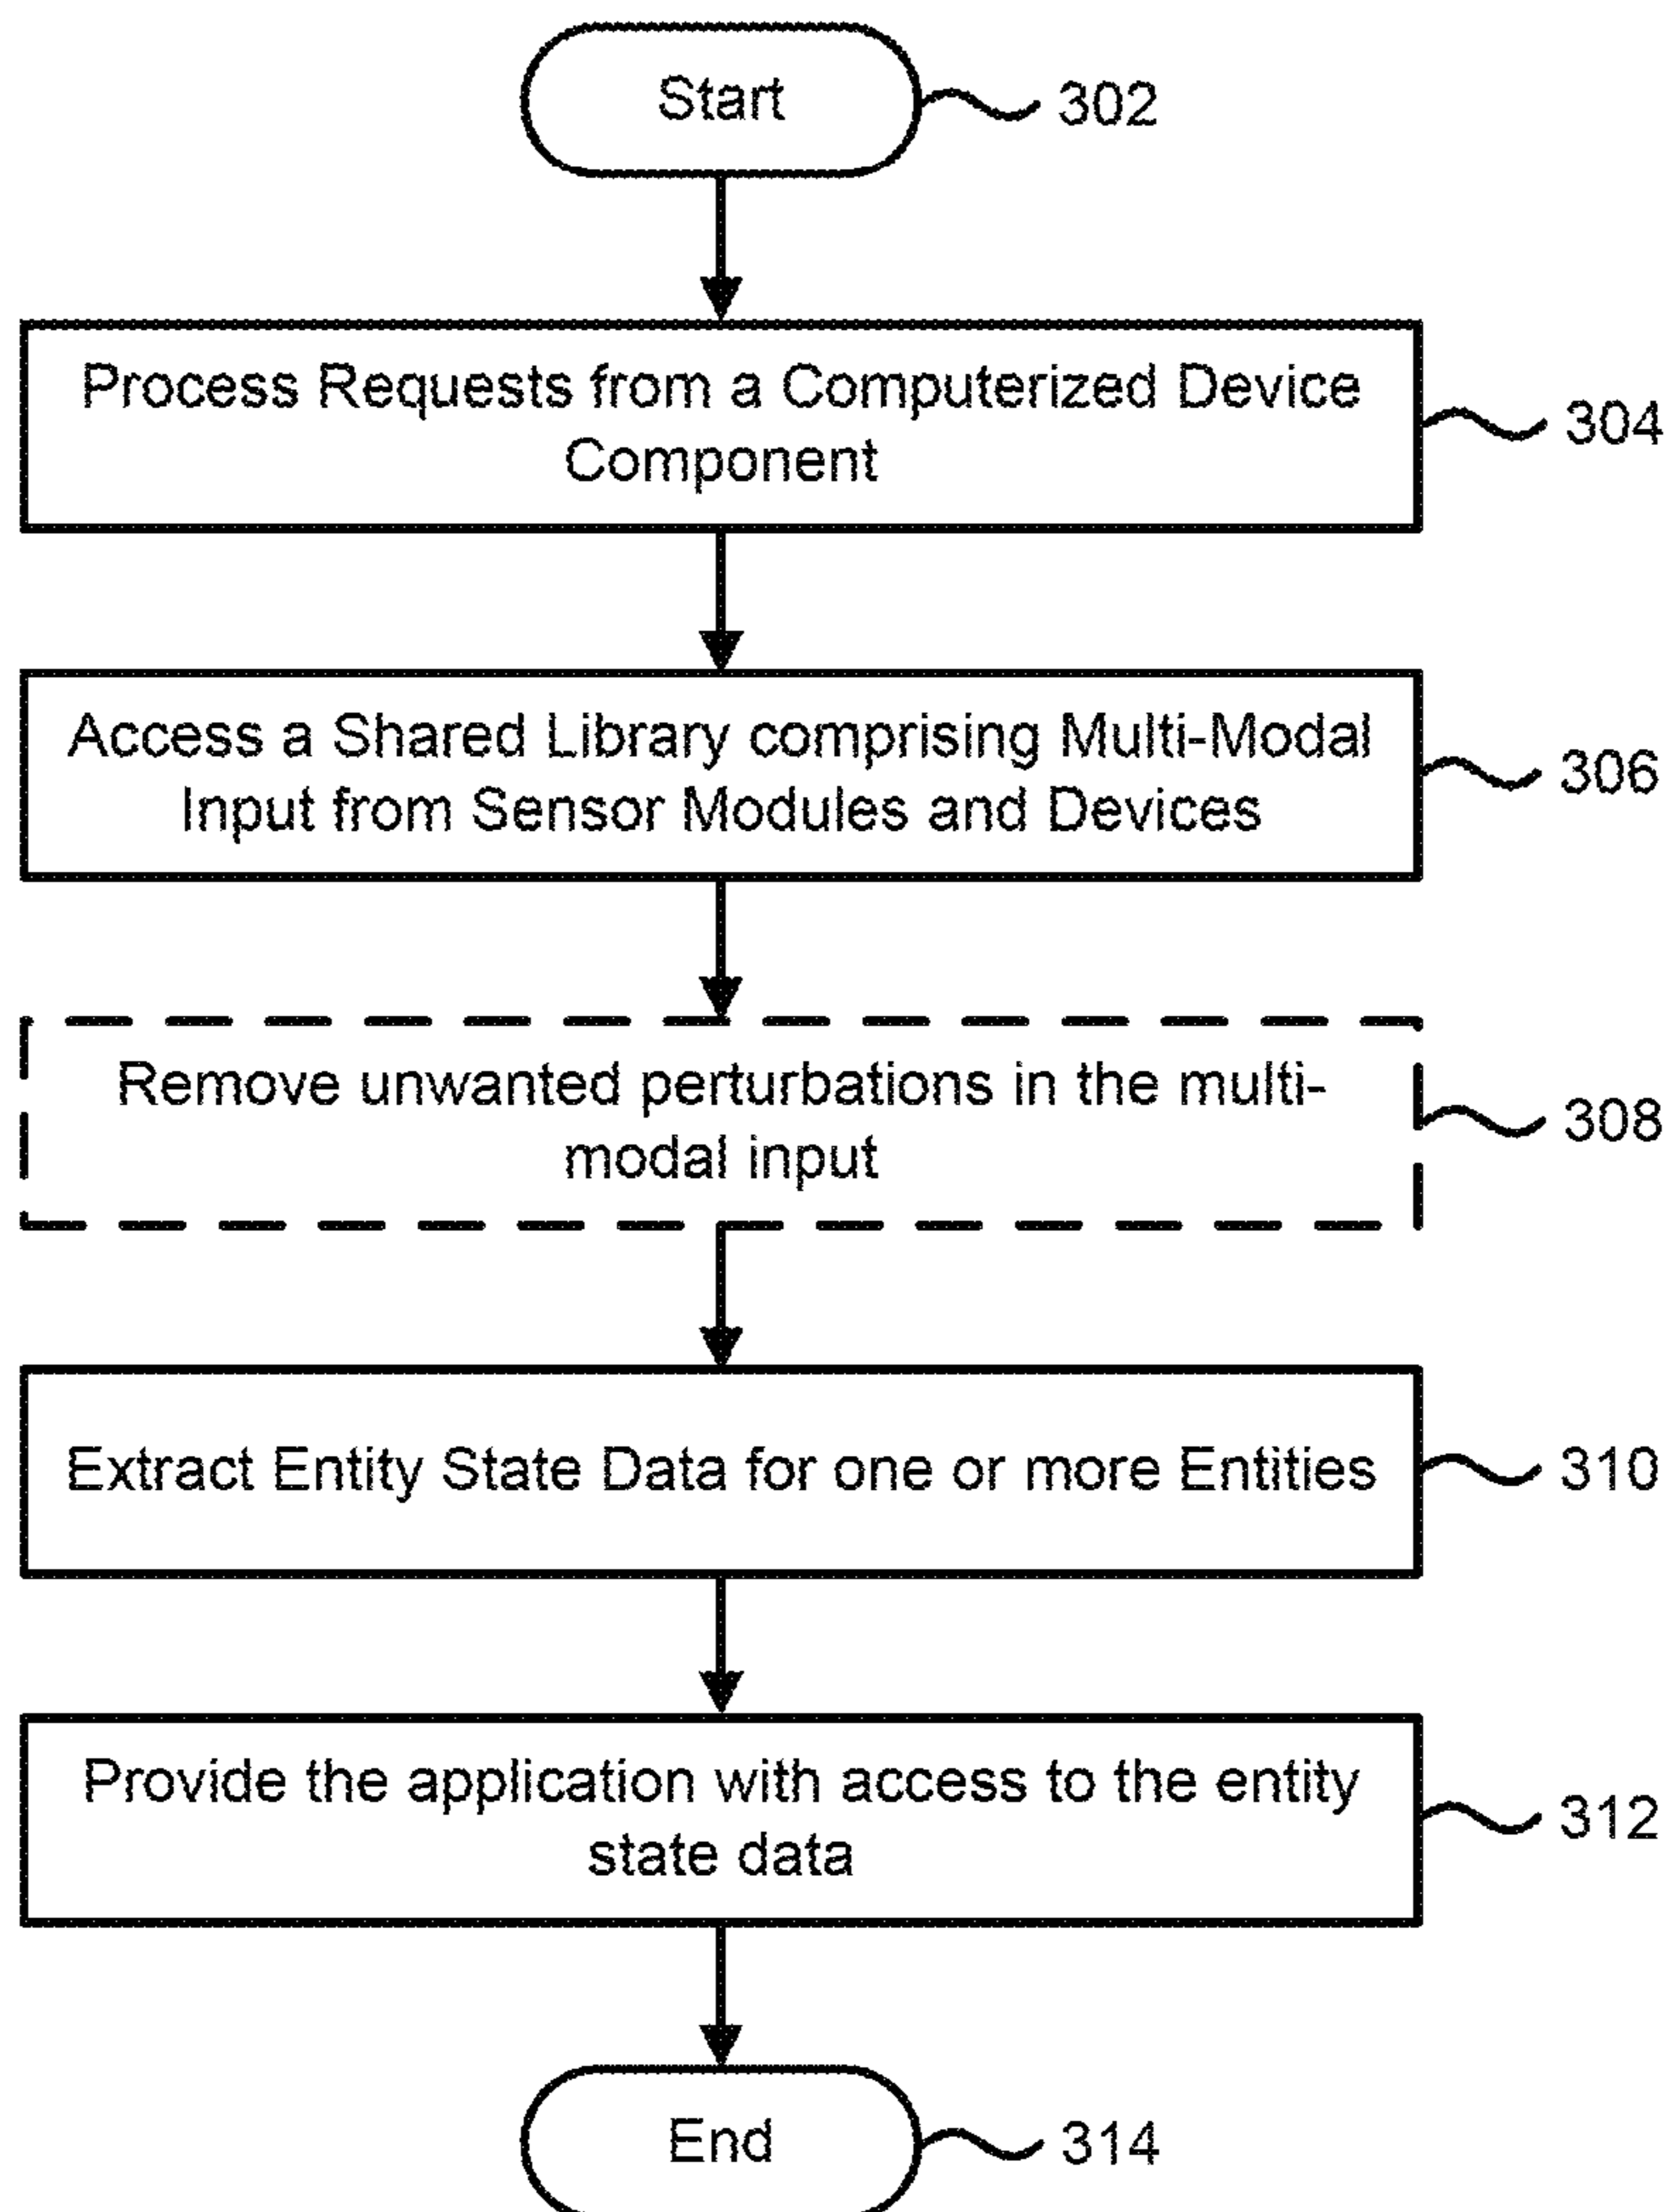 Start
302
Process Requests from a Computerized Device
Component
304
Access a Shared Library comprising Multi-Modal
Input from Sensor Modules and Devices
306
Remove unwanted perturbations in the multi-
modal input
308
Extract Entity State Data for one or more Entities
310
Provide the application with access to the entity
state data
312
End
314